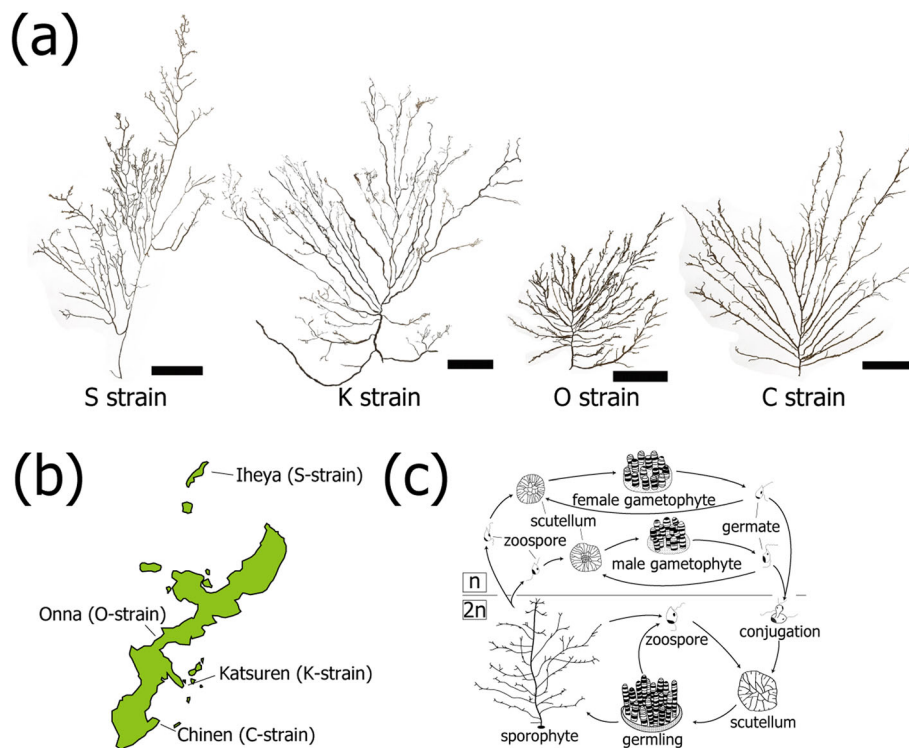 (a)
S strain
K strain
O strain
C strain
(b)
Iheya (S-strain)
Onna (O-strain)
Katsuren (K-strain)
Chinen (C-strain)
(c)
female gametophyte
scutellum
zoospore
germate
male gametophyte
n
2n
zoospore
conjugation
scutellum
germling
sporophyte